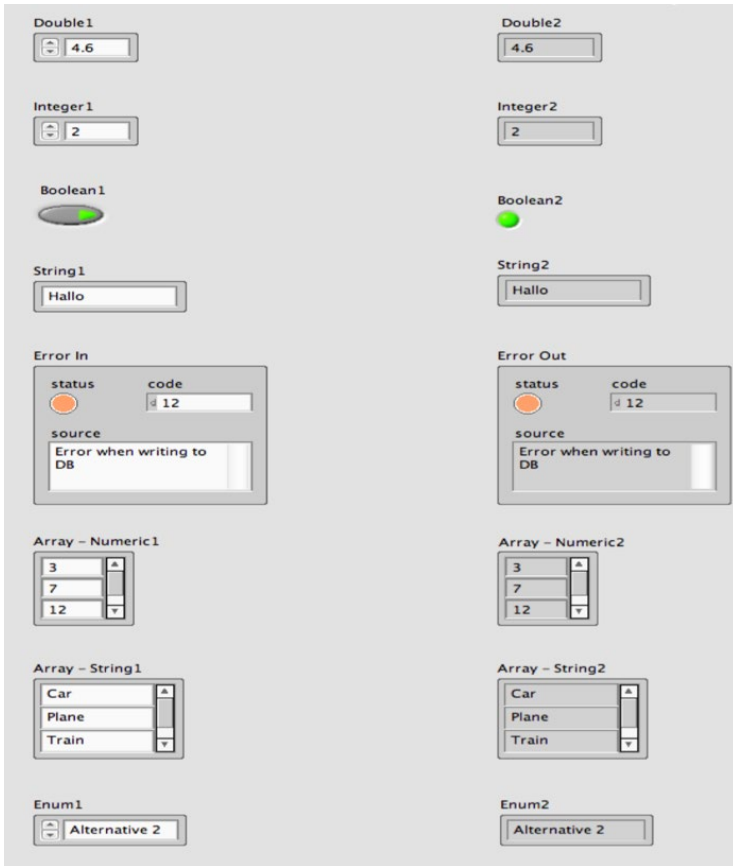 Double1
4.6
Double2
4.6
Integer1
2
Integer2
2
Boolean1
Boolean2
String1
Hallo
String2
Hallo
Error In
status code
d 12
source
Error when writing to
DB
Error Out
status code
d 12
source
Error when writing to
DB
Array - Numeric1
3
7
12
Array - Numeric2
3
7
12
Array - String1
Car
Plane
Train
Array - String2
Car
Plane
Train
Enum1
Alternative 2
Enum2
Alternative 2